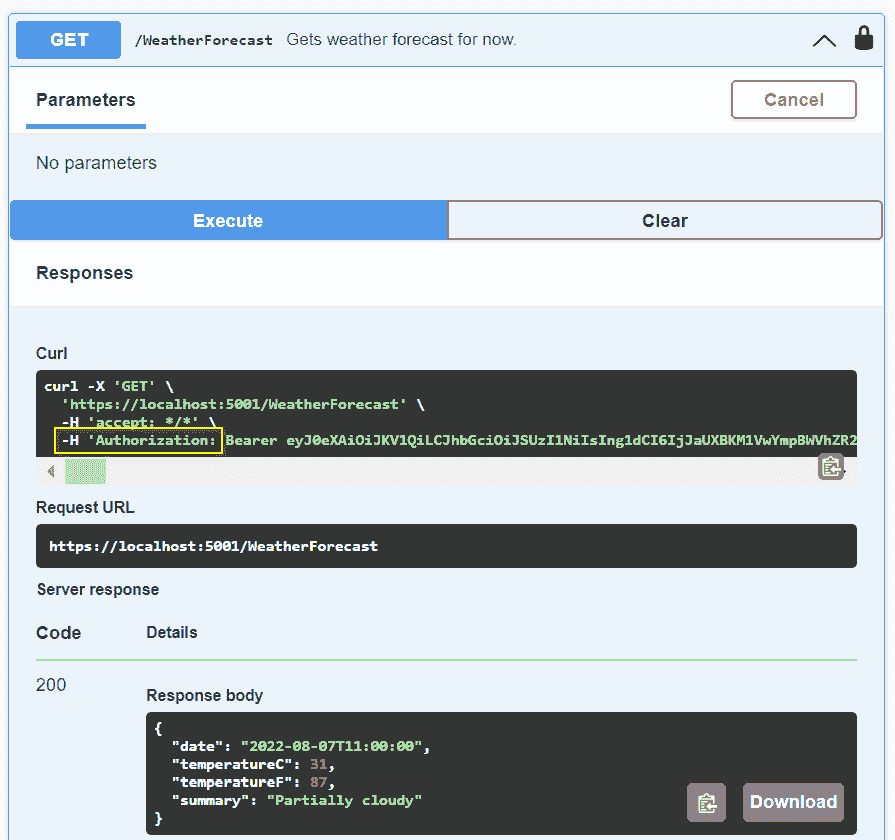 GET /WeatherForecast Gets weather forecast for now.
Parameters Cancel
No parameters
Execute Clear
Responses
Curl
curl -X 'GET' \
'https://localhost:5001/WeatherForecast' \
-H 'accept: */*' \
-H 'Authorization: Bearer eyJ0eXAiOiJKV1QiLCJhbGciOiJSUzI1NiIsIng1dCI6IjJaUXBKM1VwYmpBWVhZR2
Request URL
https://localhost:5001/WeatherForecast
Server response
Code Details
200
Response body
{
"date": "2022-08-07T11:00:00",
"temperatureC": 31,
"temperatureF": 87,
"summary": "Partially cloudy"
}
Download